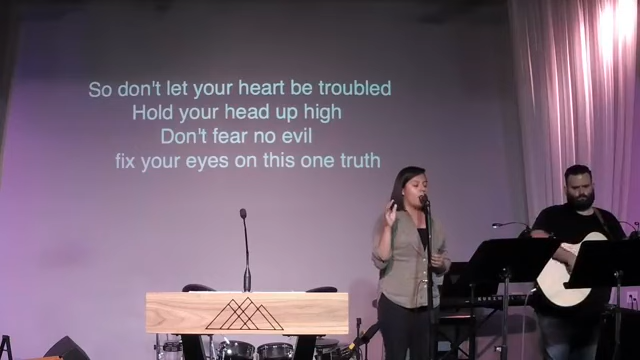 So don't let your heart be troubled
Hold your head up high
Don't fear no evil
fix your eyes on this one truth